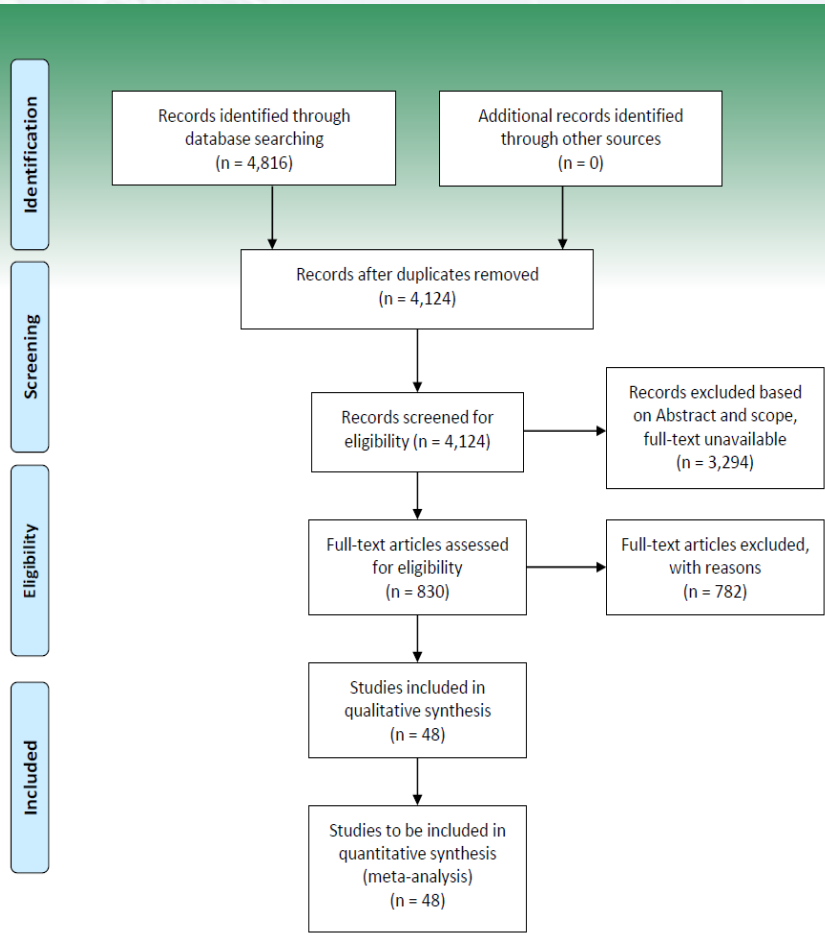 Identification
Records identified through
database searching
(n = 4,816)
Additional records identified
through other sources
(n = 0)
Screening
Records after duplicates removed
(n = 4,124)
Records screened for
eligibility (n = 4,124)
Records excluded based
on Abstract and scope,
full-text unavailable
(n = 3,294)
Eligibility
Full-text articles assessed
for eligibility
(n = 830)
Full-text articles excluded,
with reasons
(n = 782)
Included
Studies included in
qualitative synthesis
(n = 48)
Studies to be included in
quantitative synthesis
(meta-analysis)
(n = 48)